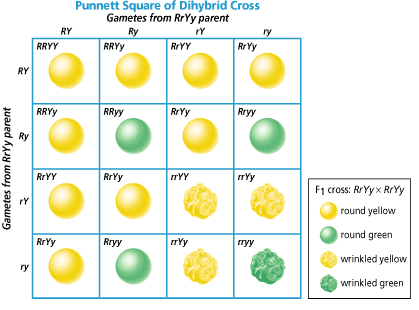 Punnett Square of Dihybrid Cross
Gametes from RrYy parent
RY Ry rY ry
Gametes from RrYy parent
RY
RRYY RRYy RrYY RrYy
Ry
RRYy RRyy RrYy Rryy
rY
RrYY RrYy rrYY rrYy
ry
RrYy Rryy rrYy rryy
F1 cross: RrYy × RrYy
round yellow
round green
wrinkled yellow
wrinkled green